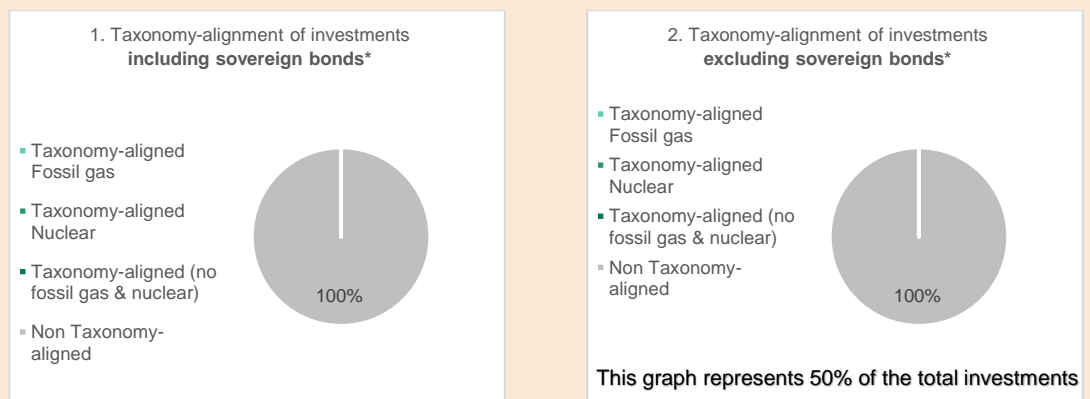 1. Taxonomy-alignment of investments
including sovereign bonds*
Taxonomy-aligned
Fossil gas
Taxonomy-aligned
Nuclear
Taxonomy-aligned (no
fossil gas & nuclear)
Non Taxonomy-
aligned
100%
2. Taxonomy-alignment of investments
excluding sovereign bonds*
Taxonomy-aligned
Fossil gas
Taxonomy-aligned
Nuclear
Taxonomy-aligned (no
fossil gas & nuclear)
Non Taxonomy-
aligned
100%
This graph represents 50% of the total investments